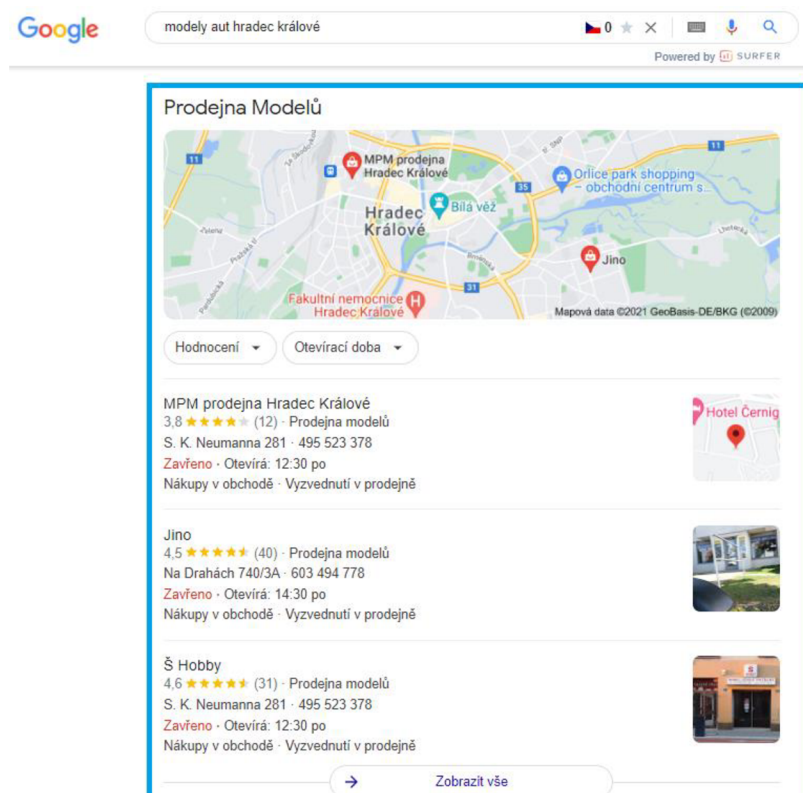 Google
modely aut hradec králové
0
Powered by SURFER
Prodejna Modelů
11
MPM prodejna
Hradec Králové
11
Orlice park shopping
– obchodní centrum s...
35
Bílá věž
Hradec
Králové
Jino
31
Fakultní nemocnice
Hradec Králové
Mapová data ©2021 GeoBasis-DE/BKG (©2009)
Hodnocení
Otevírací doba
MPM prodejna Hradec Králové
3,8 (12) · Prodejna modelů
S. K. Neumanna 281 · 495 523 378
Zavřeno · Otevírá: 12:30 po
Nákupy v obchodě · Vyzvednutí v prodejně
Hotel Černig
Jino
4,5 (40) · Prodejna modelů
Na Drahách 740/3A · 603 494 778
Zavřeno · Otevírá: 14:30 po
Nákupy v obchodě · Vyzvednutí v prodejně
Š Hobby
4,6 (31) · Prodejna modelů
S. K. Neumanna 281 · 495 523 378
Zavřeno · Otevírá: 12:30 po
Nákupy v obchodě · Vyzvednutí v prodejně
Zobrazit vše